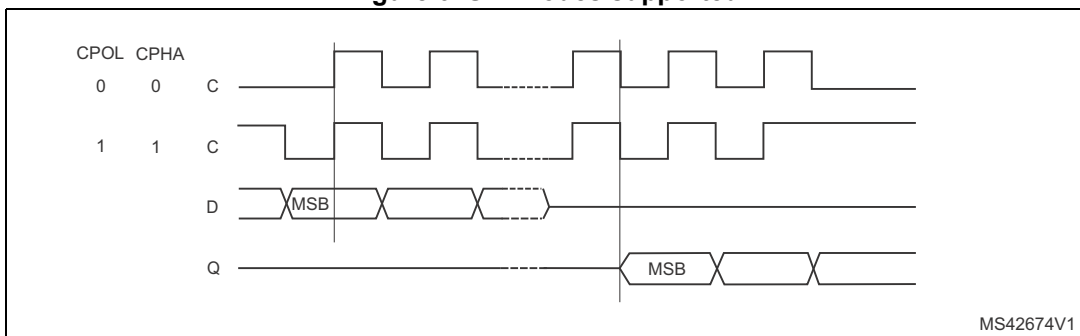 CPOL CPHA
0 0 C
1 1 C
D MSB
Q MSB
MS42674V1